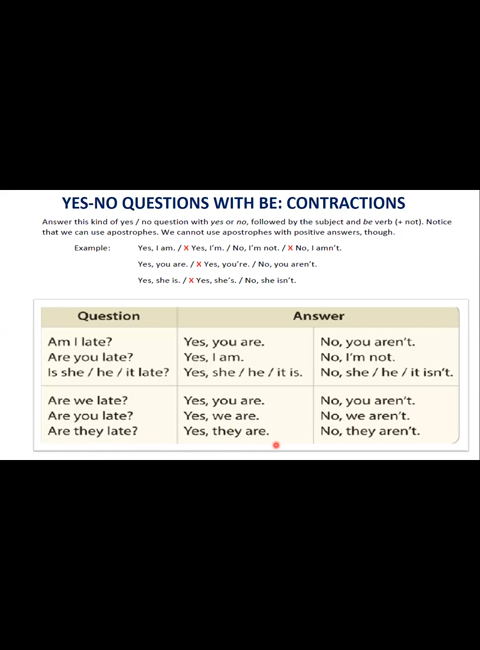 YES-NO QUESTIONS WITH BE: CONTRACTIONS
Answer this kind of yes / no question with yes or no, followed by the subject and be verb (+ not). Notice
that we can use apostrophes. We cannot use apostrophes with positive answers, though.
Example: Yes, I am. / X Yes, I'm. / No, I'm not. / X No, I amn't.
Yes, you are. / X Yes, you're. / No, you aren't.
Yes, she is. / X Yes, she's. / No, she isn't.
Question Answer
Am I late? Yes, you are. No, you aren't.
Are you late? Yes, I am. No, I'm not.
Is she / he / it late? Yes, she / he / it is. No, she / he / it isn't.
Are we late? Yes, you are. No, you aren't.
Are you late? Yes, we are. No, we aren't.
Are they late? Yes, they are. No, they aren't.